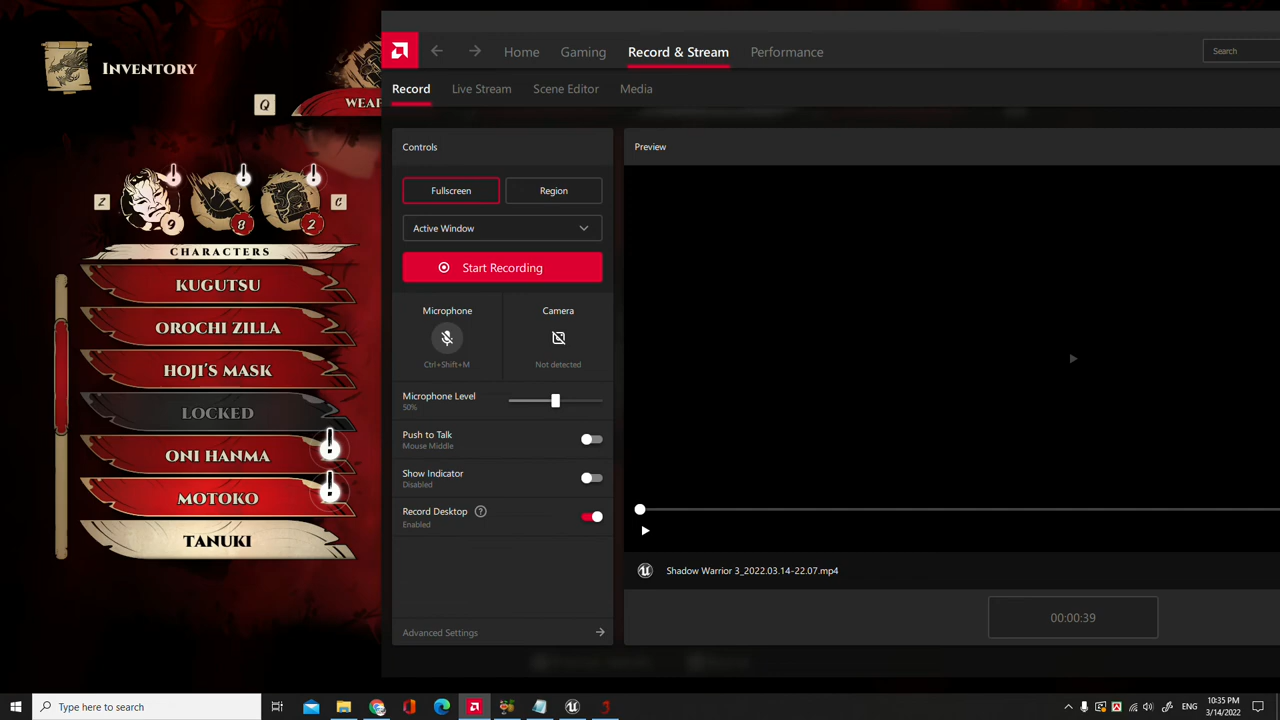 INVENTORY
Q
WEAP
Z
9
8
2
C
CHARACTERS
KUGUTSU
OROCHI ZILLA
HOJI'S MASK
LOCKED
ONI HANMA
MOTOKO
TANUKI
Home
Gaming
Record & Stream
Performance
Search
Record
Live Stream
Scene Editor
Media
Controls
Fullscreen
Region
Active Window
Start Recording
Microphone
Ctrl+Shift+M
Camera
Not detected
Microphone Level
50%
Push to Talk
Mouse Middle
Show Indicator
Disabled
Record Desktop
Enabled
Advanced Settings
Preview
Shadow Warrior 3_2022.03.14-22.07.mp4
00:00:39
Type here to search
ENG
10:35 PM
3/14/2022